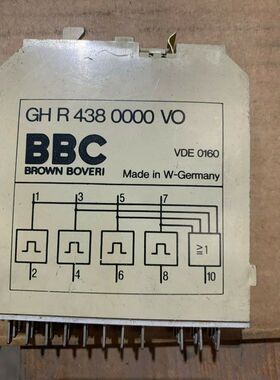 GH R 438 0000 VO
BBC
VDE 0160
BROWN BOVERI
Made in W-Germany
1 3 5 7
≥1
2 4 6 8 10